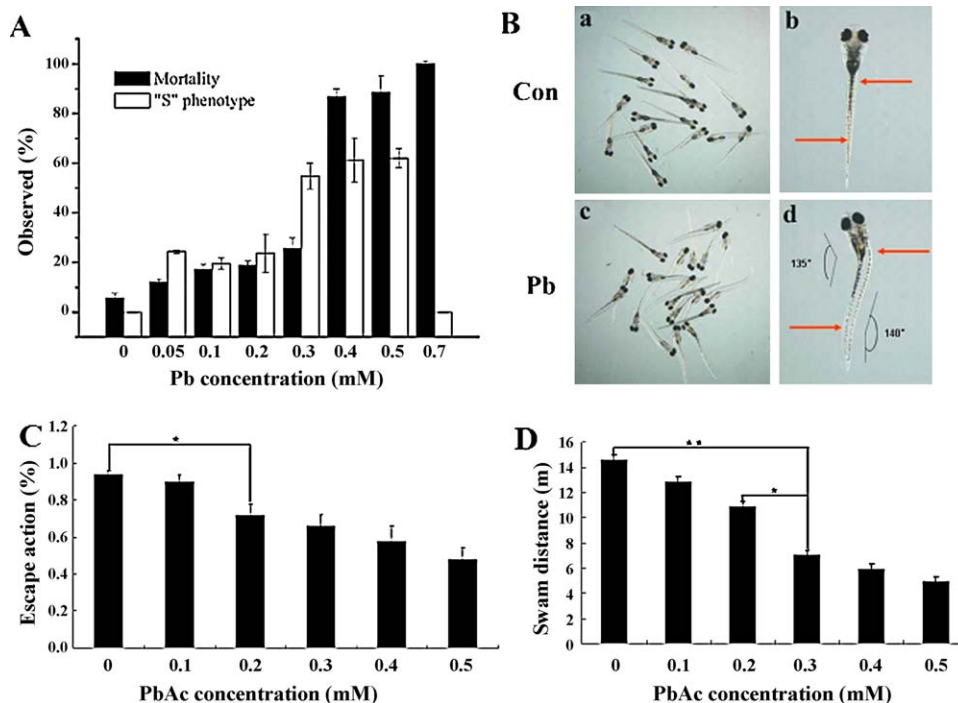 A
Mortality
"S" phenotype
Observed (%)
100
80
60
40
20
0
0 0.05 0.1 0.2 0.3 0.4 0.5 0.7
Pb concentration (mM)
B
Con
Pb
a
b
c
d
135°
140°
C
Escape action (%)
1.2
1.0
0.8
0.6
0.4
0.2
0.0
*
0 0.1 0.2 0.3 0.4 0.5
PbAc concentration (mM)
D
Swam distance (m)
16
14
12
10
8
6
4
2
0
**
*
0 0.1 0.2 0.3 0.4 0.5
PbAc concentration (mM)